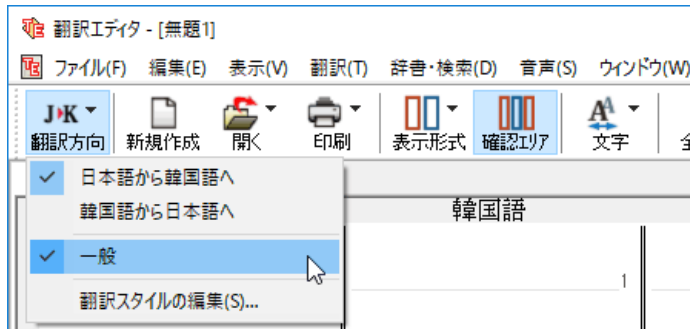 翻訳エディタ - [無題1]
ファイル(F) 編集(E) 表示(V) 翻訳(T) 辞書・検索(D) 音声(S) ウィンドウ(W)
J▸K
翻訳方向 新規作成 開く 印刷 表示形式 確認エリア 文字 全
日本語から韓国語へ
韓国語から日本語へ
韓国語
一般
1
翻訳スタイルの編集(S)...